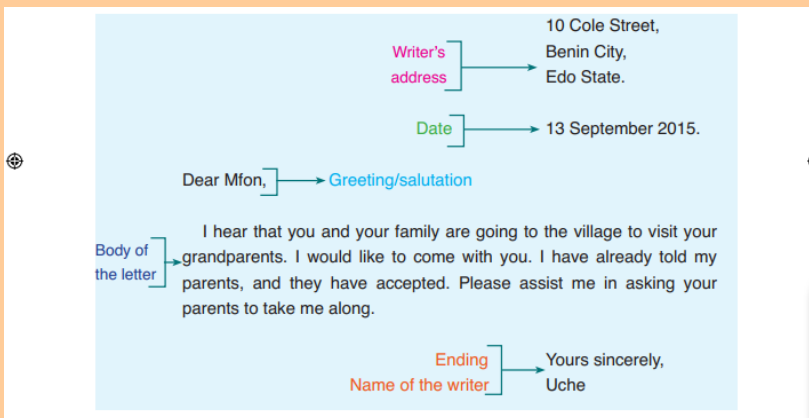 10 Cole Street,
Writer's Benin City,
address Edo State.
Date 13 September 2015.
Dear Mfon, Greeting/salutation
I hear that you and your family are going to the village to visit your
Body of grandparents. I would like to come with you. I have already told my
the letter parents, and they have accepted. Please assist me in asking your
parents to take me along.
Ending Yours sincerely,
Name of the writer Uche